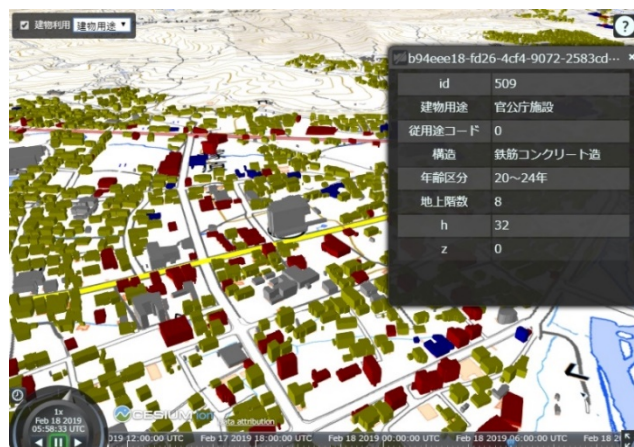 建物利用 建物用途
?
b94eee18-fd26-4cf4-9072-2583cd…
id 509
建物用途 官公庁施設
従用途コード 0
構造 鉄筋コンクリート造
年齢区分 20～24年
地上階数 8
h 32
z 0
1x
Feb 18 2019
05:58:33 UTC
CESIUM ion Data attribution
2019 12:00:00 UTC Feb 17 2019 18:00:00 UTC Feb 18 2019 00:00:00 UTC Feb 18 2019 06:00:00 UTC